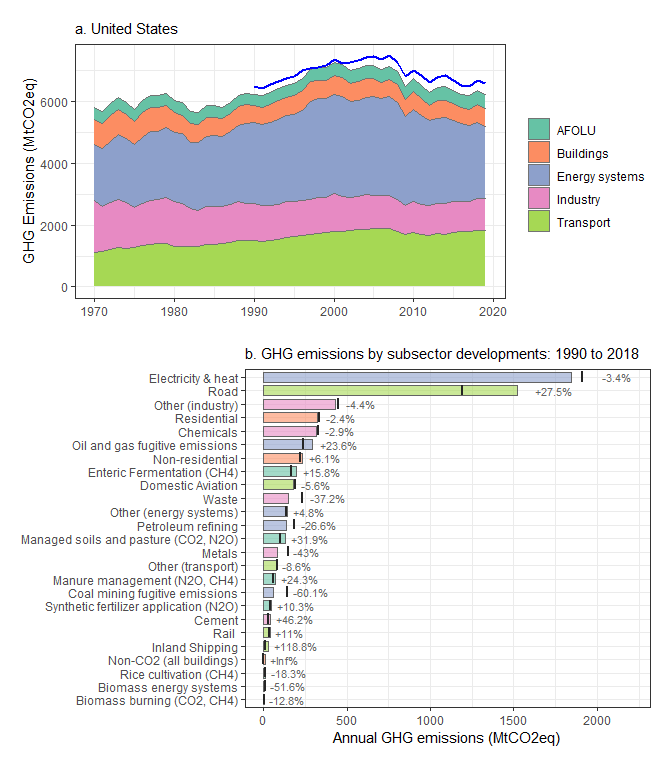 a. United States
GHG Emissions (MtCO2eq)
6000
4000
2000
0
1970
1980
1990
2000
2010
2020
AFOLU
Buildings
Energy systems
Industry
Transport
b. GHG emissions by subsector developments: 1990 to 2018
Electricity & heat -3.4%
Road +27.5%
Other (industry) -4.4%
Residential -2.4%
Chemicals -2.9%
Oil and gas fugitive emissions +23.6%
Non-residential +6.1%
Enteric Fermentation (CH4) +15.8%
Domestic Aviation -5.6%
Waste -37.2%
Other (energy systems) +4.8%
Petroleum refining -26.6%
Managed soils and pasture (CO2, N2O) +31.9%
Metals -43%
Other (transport) -8.6%
Manure management (N2O, CH4) +24.3%
Coal mining fugitive emissions -60.1%
Synthetic fertilizer application (N2O) +10.3%
Cement +46.2%
Rail +11%
Inland Shipping +118.8%
Non-CO2 (all buildings) +Inf%
Rice cultivation (CH4) -18.3%
Biomass energy systems -51.6%
Biomass burning (CO2, CH4) -12.8%
0
500
1000
1500
2000
Annual GHG emissions (MtCO2eq)